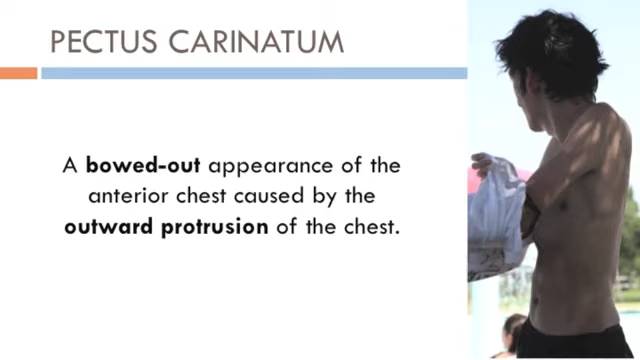 PECTUS CARINATUM
A bowed-out appearance of the
anterior chest caused by the
outward protrusion of the chest.